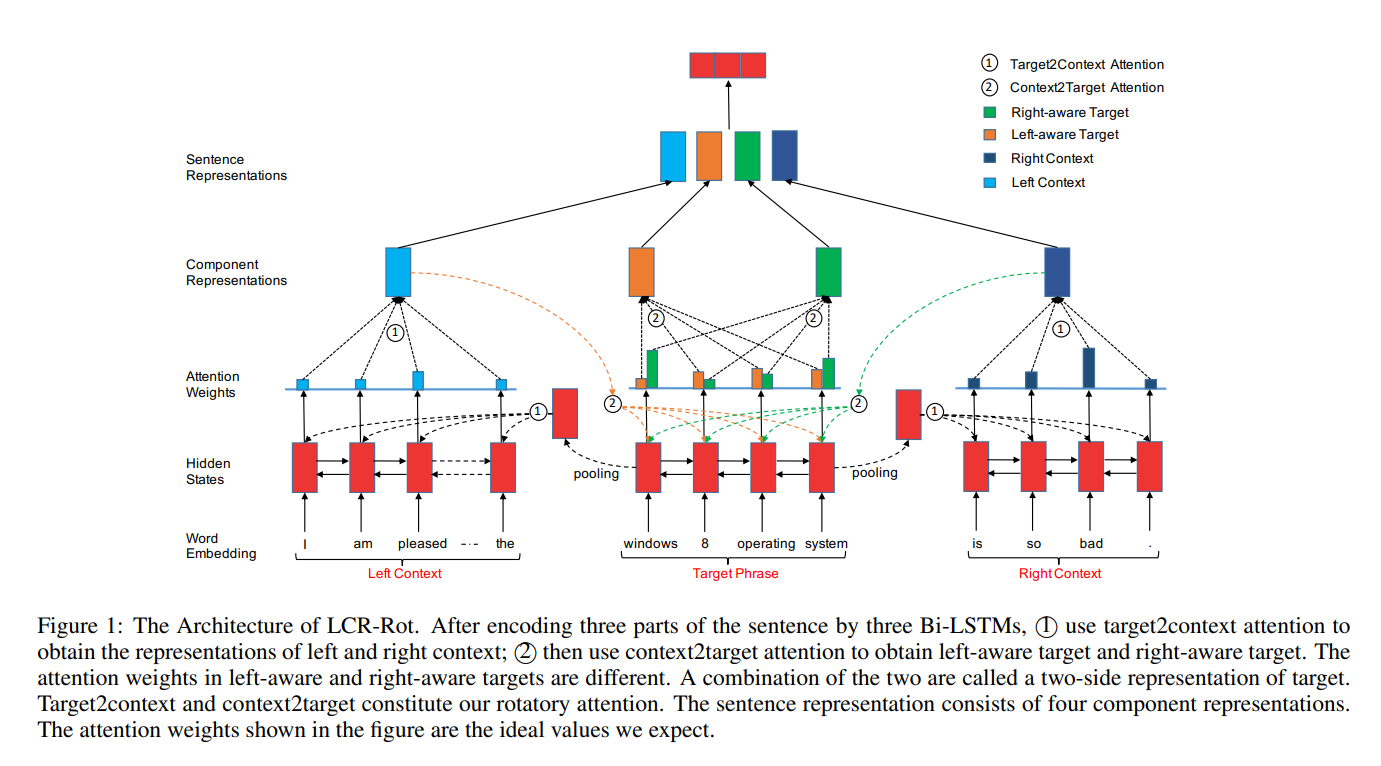 ① Target2Context Attention
② Context2Target Attention
Right-aware Target
Left-aware Target
Right Context
Left Context
Sentence
Representations
Component
Representations
2 2
1 1
Attention
Weights
1 2 2 1
Hidden
States
pooling pooling
Word
Embedding
I am pleased --- the windows 8 operating system is so bad .
Left Context Target Phrase Right Context
Figure 1: The Architecture of LCR-Rot. After encoding three parts of the sentence by three Bi-LSTMs, ① use target2context attention to
obtain the representations of left and right context; ② then use context2target attention to obtain left-aware target and right-aware target. The
attention weights in left-aware and right-aware targets are different. A combination of the two are called a two-side representation of target.
Target2context and context2target constitute our rotatory attention. The sentence representation consists of four component representations.
The attention weights shown in the figure are the ideal values we expect.